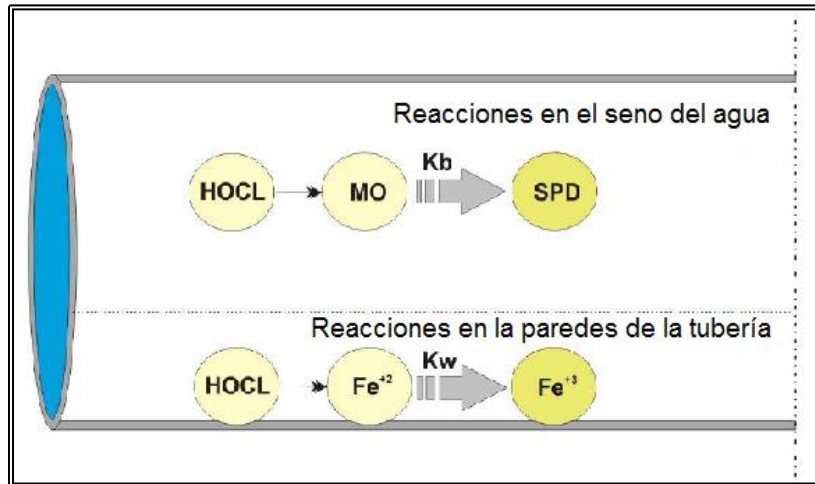 Reacciones en el seno del agua
Kb
HOCL MO SPD
Reacciones en la paredes de la tubería
Kw
HOCL Fe+2 Fe+3